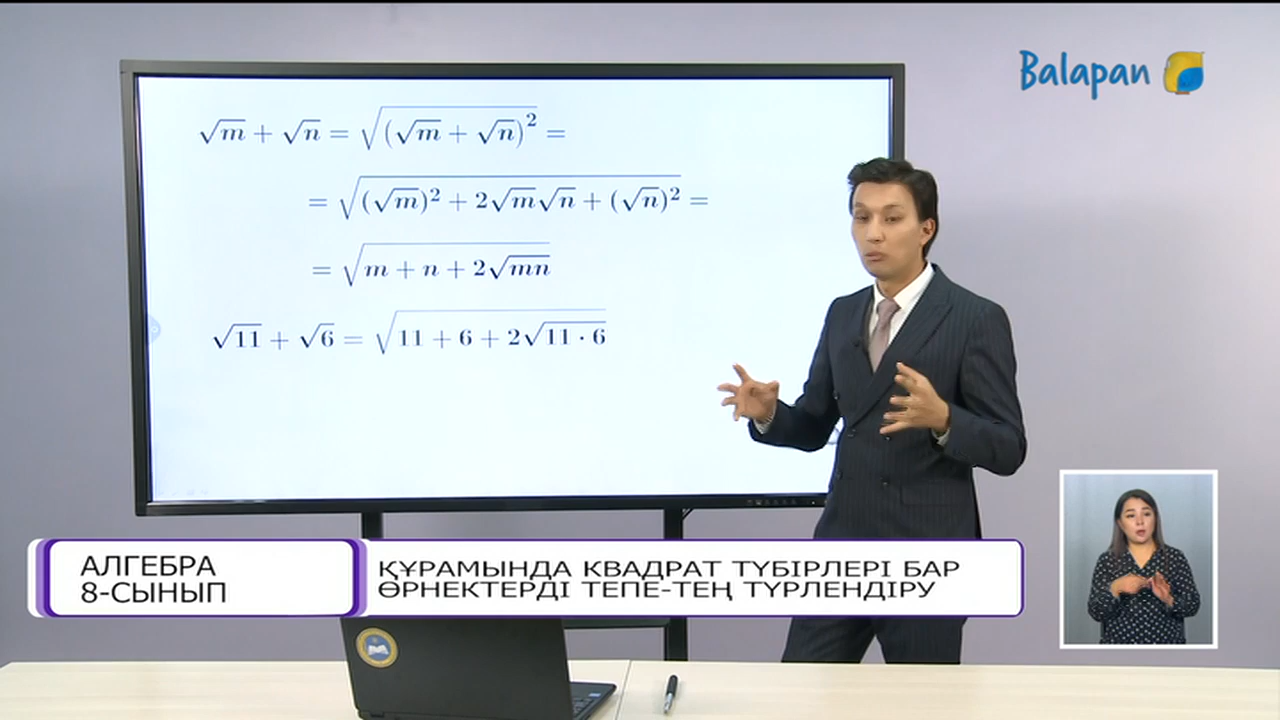 Balapan
√m + √n = √(√m + √n)² =
= √(√m)² + 2√m√n + (√n)² =
= √m + n + 2√mn
√11 + √6 = √11 + 6 + 2√11 · 6
АЛГЕБРА
8-СЫНЫП
ҚҰРАМЫНДА КВАДРАТ ТҮБІРЛЕРІ БАР
ӨРНЕКТЕРДІ ТЕПЕ-ТЕҢ ТҮРЛЕНДІРУ